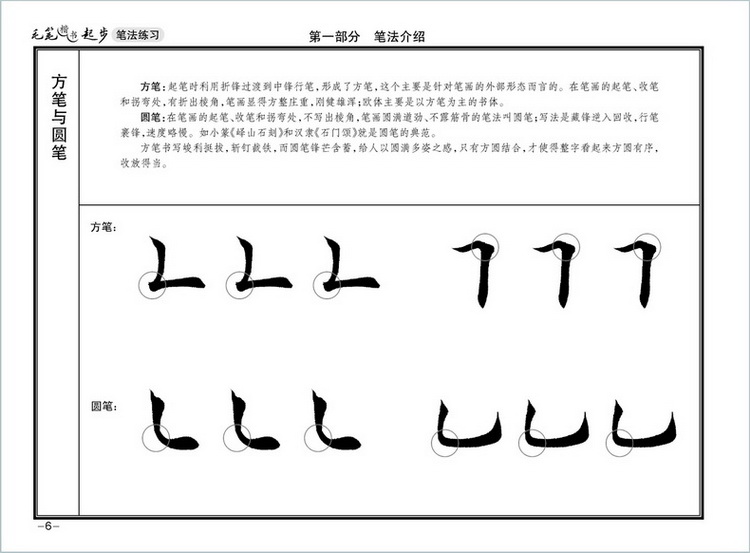 毛笔楷书起步 笔法练习
第一部分 笔法介绍
方笔与圆笔
方笔：起笔时利用折锋过渡到中锋行笔，形成了方笔，这个主要是针对笔画的外部形态而言的。在笔画的起笔、收笔
和拐弯处，有折出棱角，笔画显得方整庄重，刚健雄浑；欧体主要是以方笔为主的书体。
圆笔：在笔画的起笔、收笔和拐弯处，不写出棱角，笔画圆满遒劲、不露筋骨的笔法叫圆笔；写法是藏锋逆入回收，行笔
裹锋，速度略慢。如小篆《峄山石刻》和汉隶《石门颂》就是圆笔的典范。
方笔书写峻利挺拔，斩钉截铁，而圆笔锋芒含蓄，给人以圆满多姿之感，只有方圆结合，才使得整字看起来方圆有序，
收放得当。
方笔：
圆笔：
–6–